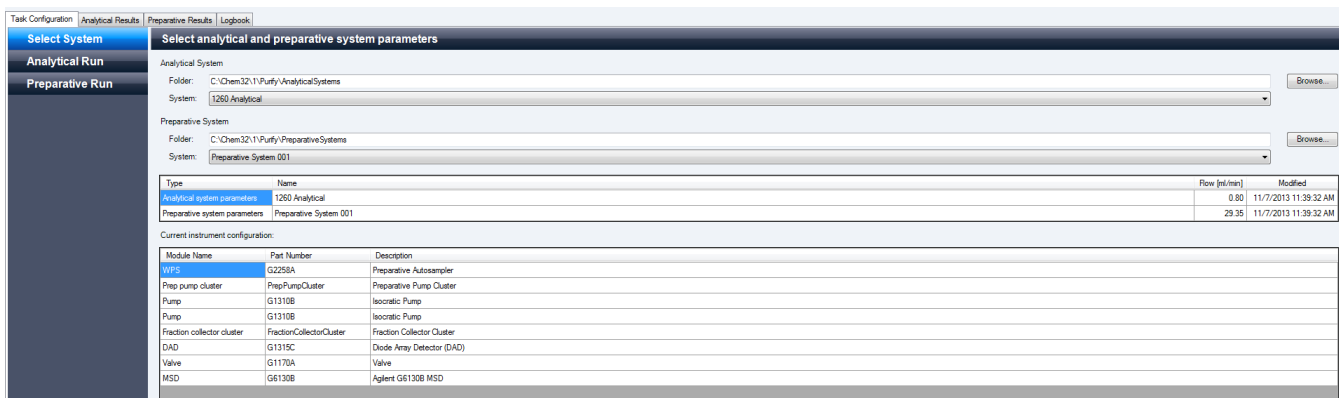 Task Configuration Analytical Results Preparative Results Logbook
Select System
Analytical Run
Preparative Run
Select analytical and preparative system parameters
Analytical System
Folder: C:\Chem32\1\Purify\AnalyticalSystems Browse...
System: 1260 Analytical
Preparative System
Folder: C:\Chem32\1\Purify\PreparativeSystems Browse...
System: Preparative System 001
Type Name Flow [ml/min] Modified
Analytical system parameters 1260 Analytical 0.80 11/7/2013 11:39:32 AM
Preparative system parameters Preparative System 001 29.35 11/7/2013 11:39:32 AM
Current instrument configuration:
Module Name Part Number Description
WPS G2258A Preparative Autosampler
Prep pump cluster PrepPumpCluster Preparative Pump Cluster
Pump G1310B Isocratic Pump
Pump G1310B Isocratic Pump
Fraction collector cluster FractionCollectorCluster Fraction Collector Cluster
DAD G1315C Diode Array Detector (DAD)
Valve G1170A Valve
MSD G6130B Agilent G6130B MSD